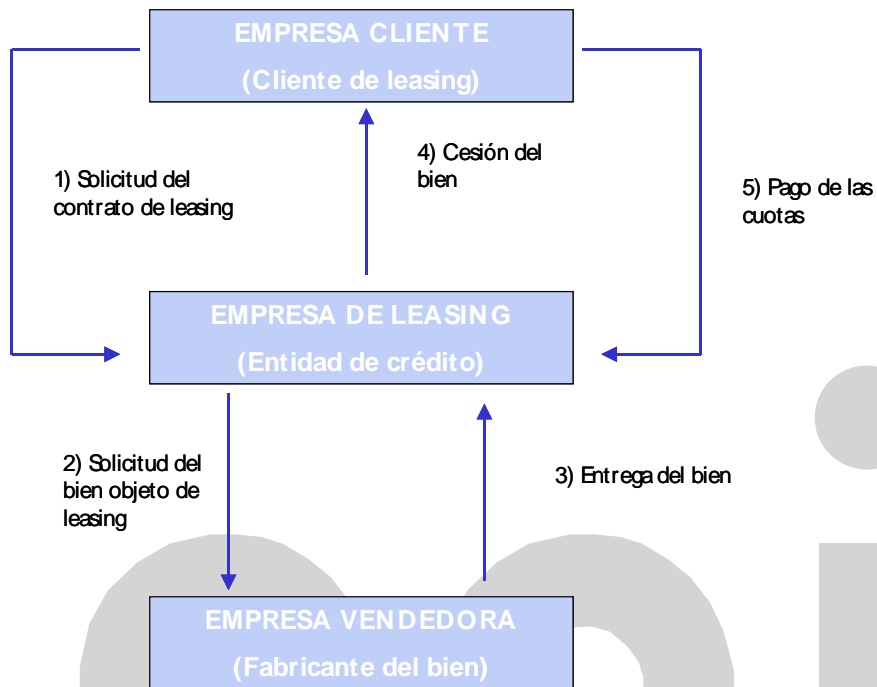 EMPRESA CLIENTE
(Cliente de leasing)
1) Solicitud del
contrato de leasing
4) Cesión del
bien
5) Pago de las
cuotas
EMPRESA DE LEASING
(Entidad de crédito)
2) Solicitud del
bien objeto de
leasing
3) Entrega del bien
EMPRESA VENDEDORA
(Fabricante del bien)